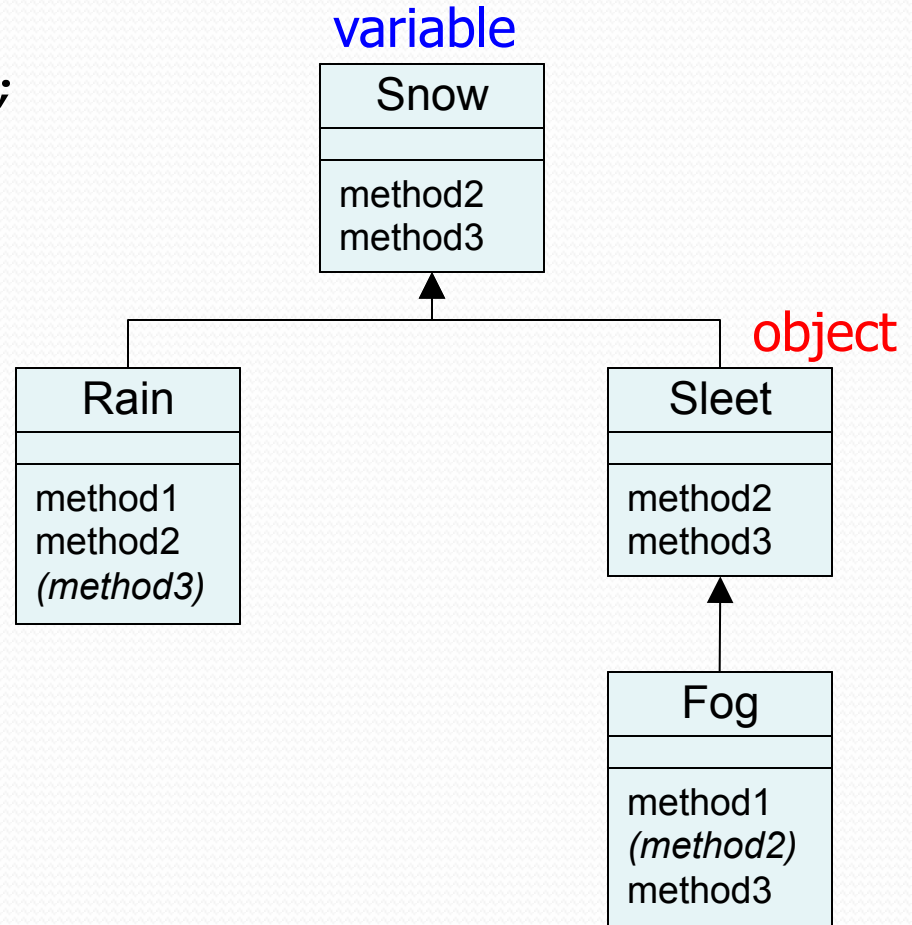 variable
;
Snow
method2
method3
object
Rain
method1
method2
(method3)
Sleet
method2
method3
Fog
method1
(method2)
method3